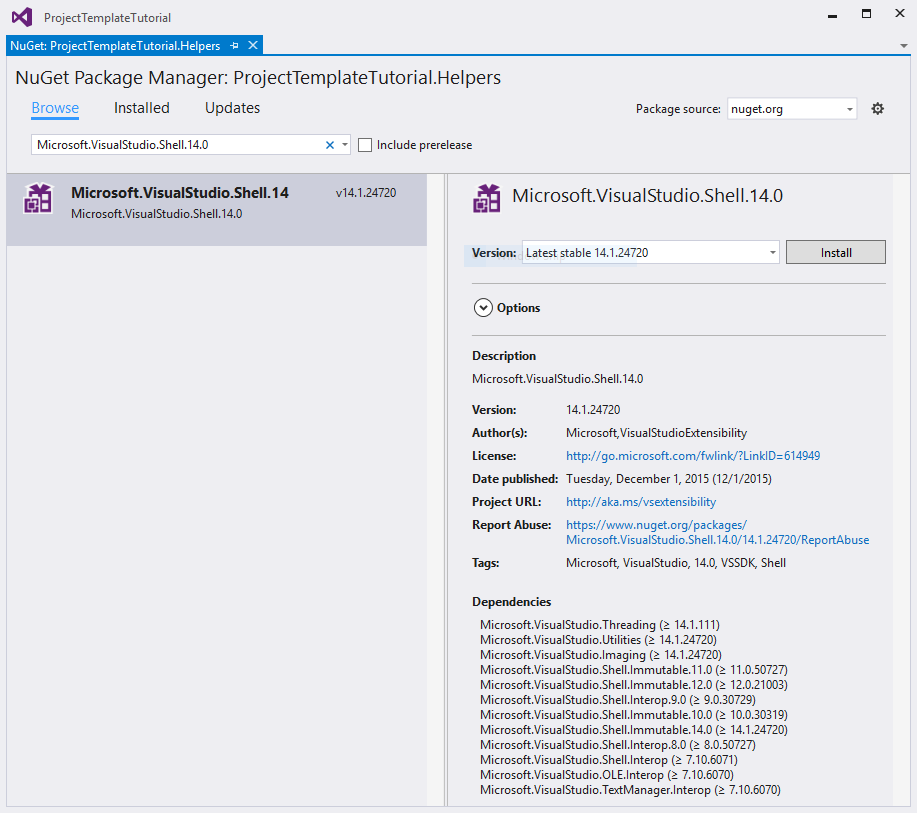 ProjectTemplateTutorial
NuGet: ProjectTemplateTutorial.Helpers
NuGet Package Manager: ProjectTemplateTutorial.Helpers
Browse Installed Updates
Package source: nuget.org
Microsoft.VisualStudio.Shell.14.0
Include prerelease
Microsoft.VisualStudio.Shell.14 v14.1.24720
Microsoft.VisualStudio.Shell.14.0
Microsoft.VisualStudio.Shell.14.0
Version: Latest stable 14.1.24720 Install
Options
Description
Microsoft.VisualStudio.Shell.14.0
Version: 14.1.24720
Author(s): Microsoft,VisualStudioExtensibility
License: http://go.microsoft.com/fwlink/?LinkID=614949
Date published: Tuesday, December 1, 2015 (12/1/2015)
Project URL: http://aka.ms/vsextensibility
Report Abuse: https://www.nuget.org/packages/
Microsoft.VisualStudio.Shell.14.0/14.1.24720/ReportAbuse
Tags: Microsoft, VisualStudio, 14.0, VSSDK, Shell
Dependencies
Microsoft.VisualStudio.Threading (≥ 14.1.111)
Microsoft.VisualStudio.Utilities (≥ 14.1.24720)
Microsoft.VisualStudio.Imaging (≥ 14.1.24720)
Microsoft.VisualStudio.Shell.Immutable.11.0 (≥ 11.0.50727)
Microsoft.VisualStudio.Shell.Immutable.12.0 (≥ 12.0.21003)
Microsoft.VisualStudio.Shell.Interop.9.0 (≥ 9.0.30729)
Microsoft.VisualStudio.Shell.Immutable.10.0 (≥ 10.0.30319)
Microsoft.VisualStudio.Shell.Immutable.14.0 (≥ 14.1.24720)
Microsoft.VisualStudio.Shell.Interop.8.0 (≥ 8.0.50727)
Microsoft.VisualStudio.Shell.Interop (≥ 7.10.6071)
Microsoft.VisualStudio.OLE.Interop (≥ 7.10.6070)
Microsoft.VisualStudio.TextManager.Interop (≥ 7.10.6070)